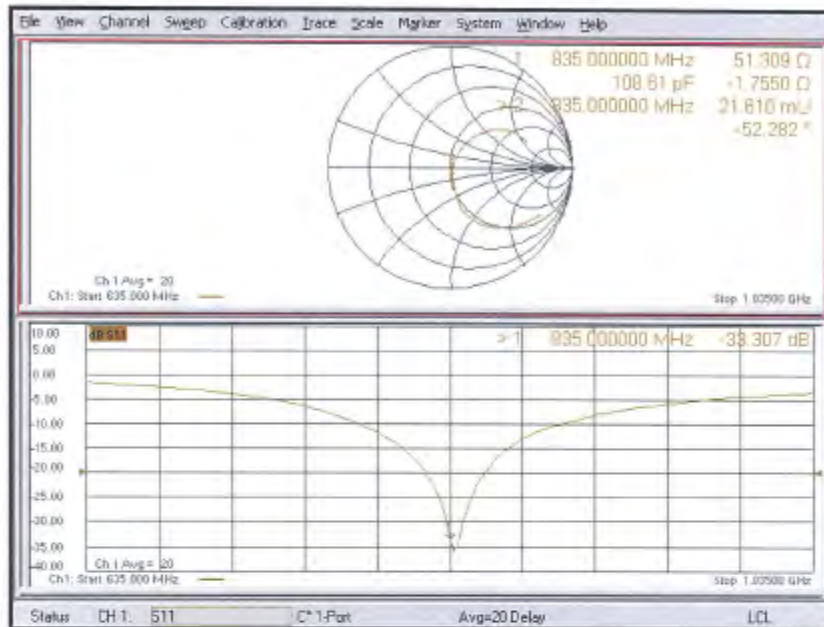 File View Channel Sweep Calibration Trace Scale Marker System Window Help
1 835.000000 MHz 51.309 Ω
108.61 pF -1.7550 Ω
>2 835.000000 MHz 21.610 mU
-52.282 °
Ch 1 Avg = 20
Ch1: Start 635.000 MHz
Stop 1.03500 GHz
10.00
dB S11
>1 835.000000 MHz -33.307 dB
5.00
0.00
-5.00
-10.00
-15.00
-20.00
-25.00
-30.00
-35.00
-40.00
Ch 1 Avg = 20
Ch1: Start 635.000 MHz
Stop 1.03500 GHz
Status CH 1: S11 C* 1-Port Avg=20 Delay LCL